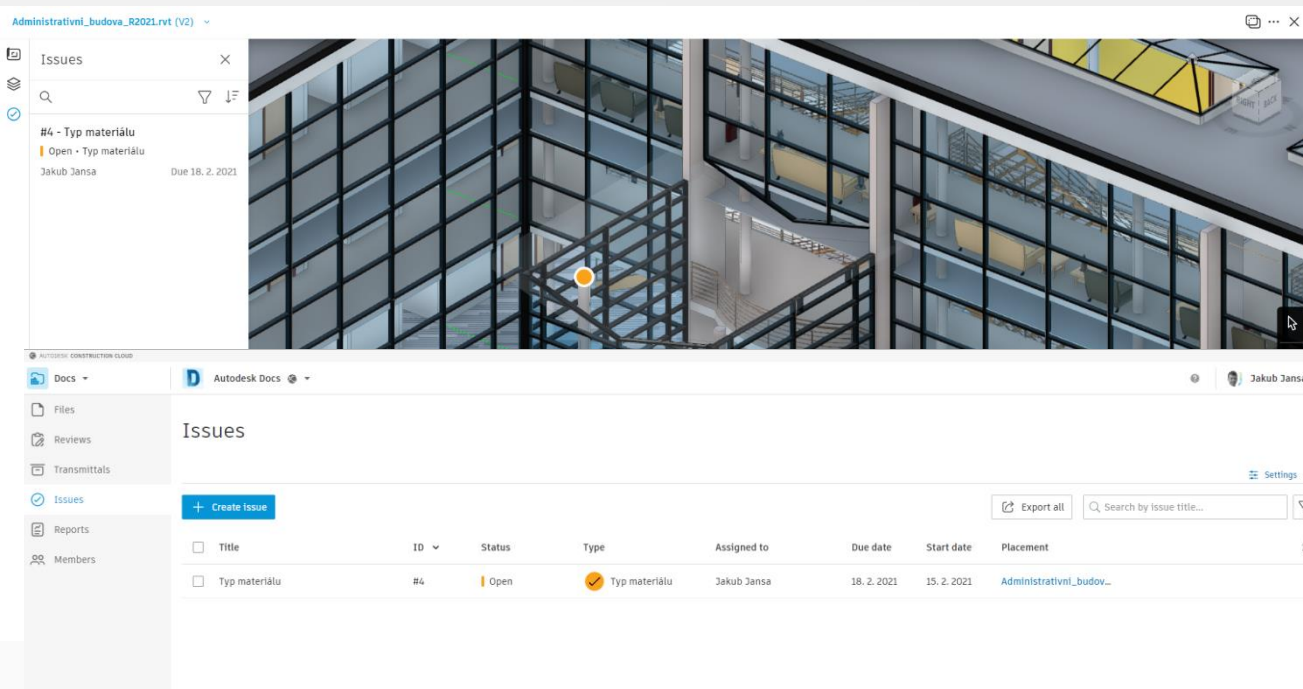 Administrativni_budova_R2021.rvt (V2)
Issues
#4 - Typ materiálu
Open • Typ materiálu
Jakub Jansa Due 18. 2. 2021
RIGHT BACK
AUTODESK CONSTRUCTION CLOUD
Docs Autodesk Docs Jakub Jansa
Files
Reviews
Transmittals
Issues
Reports
Members
Issues
Settings
+ Create issue Export all Search by issue title...
Title ID Status Type Assigned to Due date Start date Placement
Typ materiálu #4 Open Typ materiálu Jakub Jansa 18. 2. 2021 15. 2. 2021 Administrativni_budov...